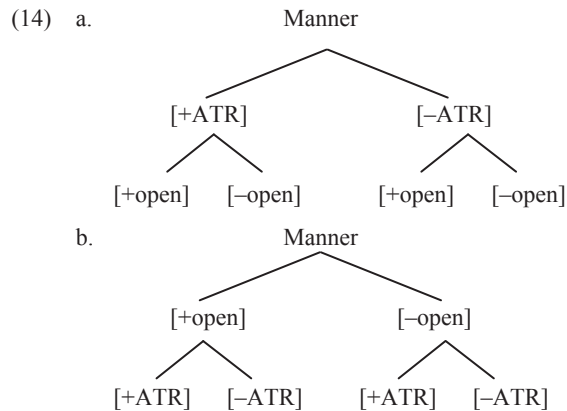 (14) a. Manner
[+ATR] [–ATR]
[+open] [–open] [+open] [–open]
b. Manner
[+open] [–open]
[+ATR] [–ATR] [+ATR] [–ATR]